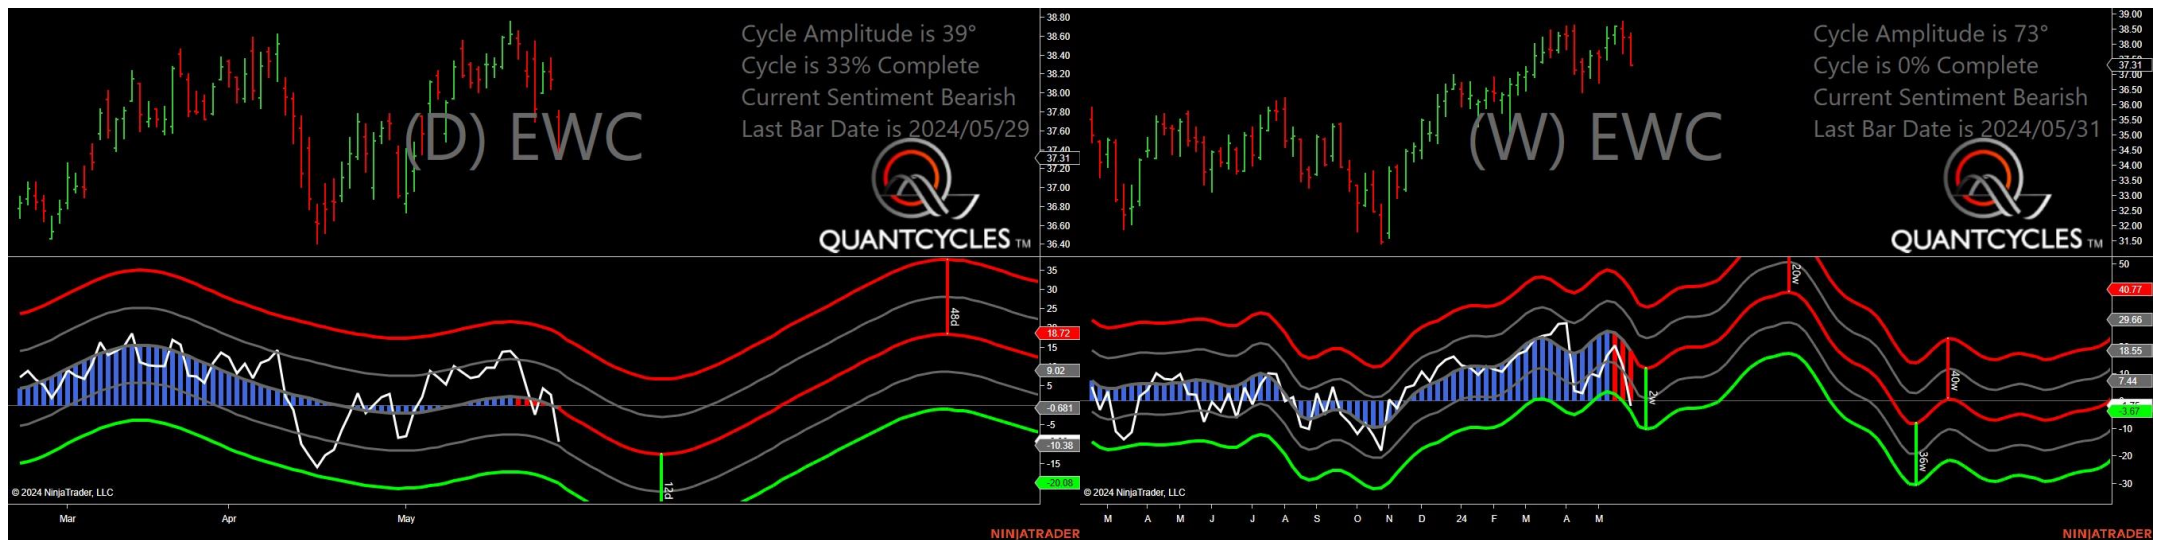 Cycle Amplitude is 39°
Cycle is 33% Complete
Current Sentiment Bearish
Last Bar Date is 2024/05/29
(D) EWC
QUANTCYCLES TM
38.80
38.60
38.40
38.20
38.00
37.80
37.60
37.40
37.31
37.20
37.00
36.80
36.60
36.40
35
30
25
18.72
15
9.02
5
-0.681
-5
-10.38
-15
-20.08
48d
12d
© 2024 NinjaTrader, LLC
Mar
Apr
May
NINJATRADER
Cycle Amplitude is 73°
Cycle is 0% Complete
Current Sentiment Bearish
Last Bar Date is 2024/05/31
(W) EWC
QUANTCYCLES TM
39.00
38.50
38.00
37.31
37.00
36.50
36.00
35.50
35.00
34.50
34.00
33.50
33.00
32.50
32.00
31.50
50
40.77
29.66
18.55
7.44
-3.67
-10
-20
-30
20w
2w
40w
36w
© 2024 NinjaTrader, LLC
M A M J J A S O N D 24 F M A M
NINJATRADER